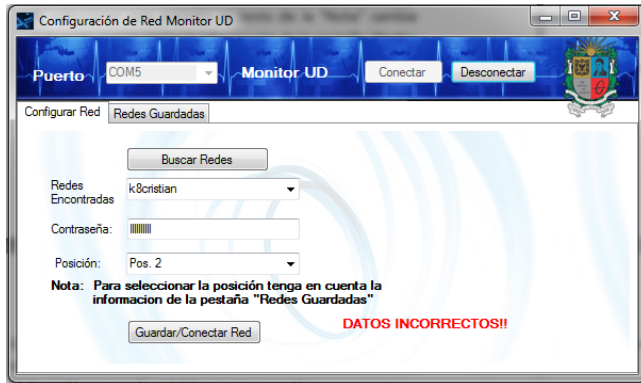 Configuración de Red Monitor UD
Puerto COM5 Monitor UD Conectar Desconectar
Configurar Red Redes Guardadas
Buscar Redes
Redes
Encontradas k8cristian
Contraseña:
Posición: Pos. 2
Nota: Para seleccionar la posición tenga en cuenta la
informacion de la pestaña "Redes Guardadas"
Guardar/Conectar Red DATOS INCORRECTOS!!